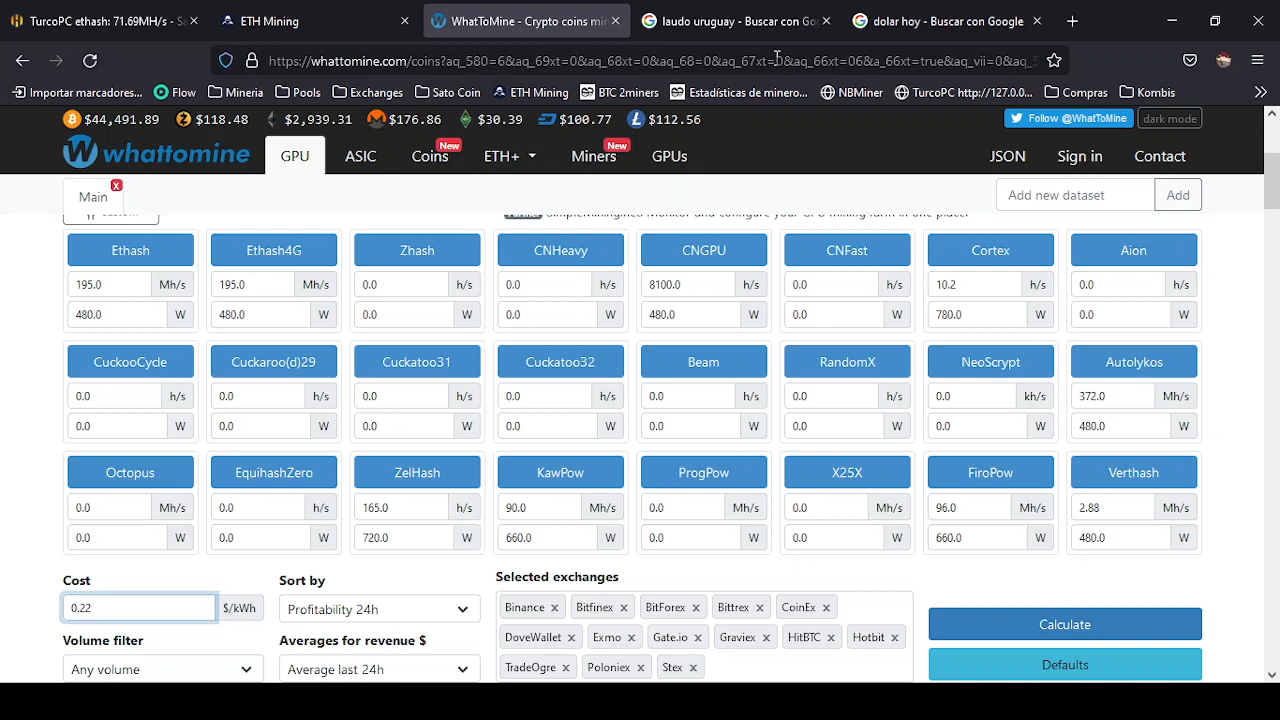 TurcoPC ethash: 71.69MH/s - Sa
ETH Mining
WhatToMine - Crypto coins min
laudo uruguay - Buscar con Go
dolar hoy - Buscar con Google
https://whattomine.com/coins?aq_580=6&aq_69xt=0&aq_68xt=0&aq_68=0&aq_67xt=0&aq_66xt=06&a_66xt=true&aq_vii=0&aq_5
Importar marcadores... Flow Mineria Pools Exchanges Sato Coin ETH Mining BTC 2miners Estadísticas de minero... NBMiner TurcoPC http://127.0.0... Compras Kombis
$44,491.89 $118.48 $2,939.31 $176.86 $30.39 $100.77 $112.56 Follow @WhatToMine dark mode
whattomine GPU ASIC Coins New ETH+ Miners New GPUs JSON Sign in Contact
Main X Add new dataset Add
Ethash Ethash4G Zhash CNHeavy CNGPU CNFast Cortex Aion
195.0 Mh/s 195.0 Mh/s 0.0 h/s 0.0 h/s 8100.0 h/s 0.0 h/s 10.2 h/s 0.0 h/s
480.0 W 480.0 W 0.0 W 0.0 W 480.0 W 0.0 W 780.0 W 0.0 W
CuckooCycle Cuckaroo(d)29 Cuckatoo31 Cuckatoo32 Beam RandomX NeoScrypt Autolykos
0.0 h/s 0.0 h/s 0.0 h/s 0.0 h/s 0.0 h/s 0.0 h/s 0.0 kh/s 372.0 Mh/s
0.0 W 0.0 W 0.0 W 0.0 W 0.0 W 0.0 W 0.0 W 480.0 W
Octopus EquihashZero ZelHash KawPow ProgPow X25X FiroPow Verthash
0.0 Mh/s 0.0 h/s 165.0 h/s 90.0 Mh/s 0.0 Mh/s 0.0 Mh/s 96.0 Mh/s 2.88 Mh/s
0.0 W 0.0 W 720.0 W 660.0 W 0.0 W 0.0 W 660.0 W 480.0 W
Cost Sort by Selected exchanges
0.22 $/kWh Profitability 24h Binance Bitfinex BitForex Bittrex CoinEx
Calculate
Volume filter Averages for revenue $ DoveWallet Exmo Gate.io Graviex HitBTC Hotbit
Any volume Average last 24h TradeOgre Poloniex Stex Defaults